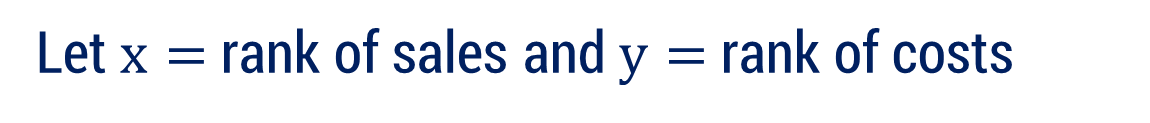 Let x = rank of sales and y = rank of costs